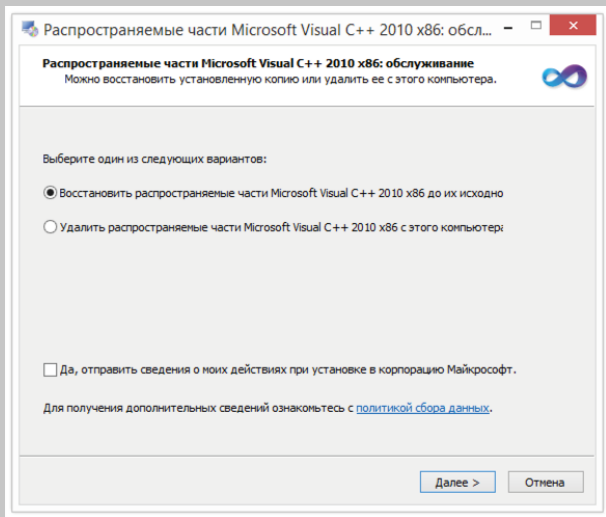 Распространяемые части Microsoft Visual C++ 2010 x86: обсл...
Распространяемые части Microsoft Visual C++ 2010 x86: обслуживание
Можно восстановить установленную копию или удалить ее с этого компьютера.
Выберите один из следующих вариантов:
Восстановить распространяемые части Microsoft Visual C++ 2010 x86 до их исходно
Удалить распространяемые части Microsoft Visual C++ 2010 x86 с этого компьютера
Да, отправить сведения о моих действиях при установке в корпорацию Майкрософт.
Для получения дополнительных сведений ознакомьтесь с политикой сбора данных.
Далее > Отмена